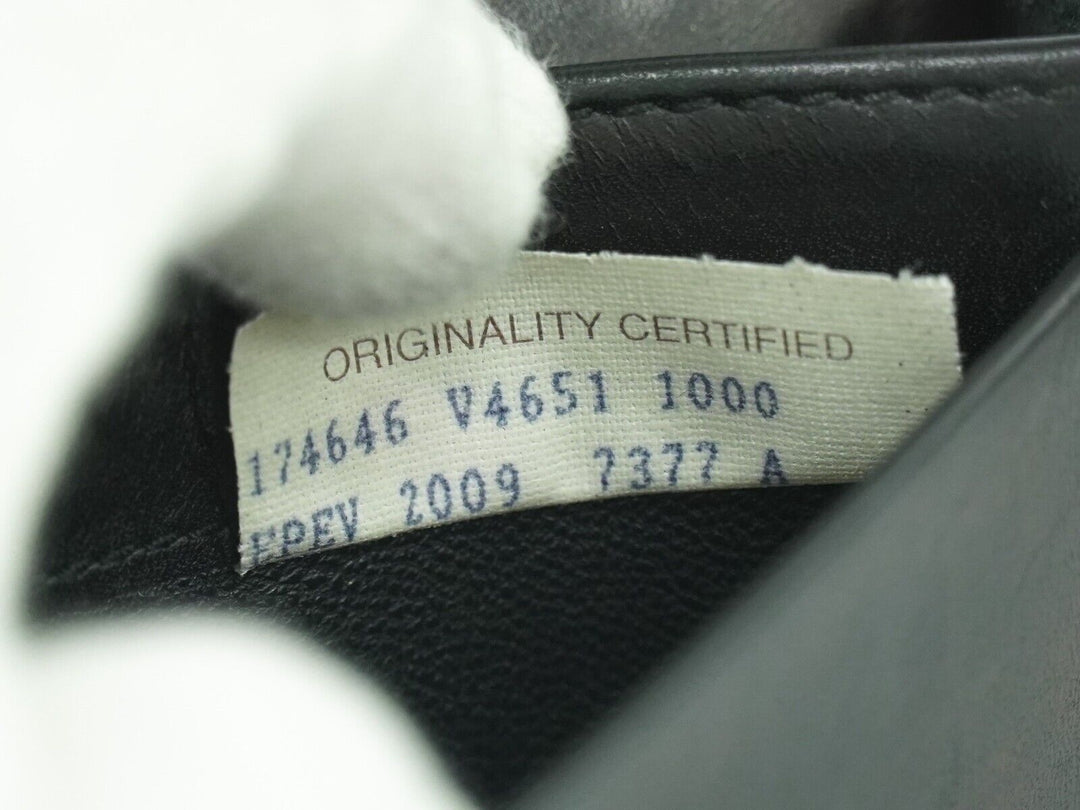 ORIGINALITY CERTIFIED
174646 V4651 1000
2009 7377 A